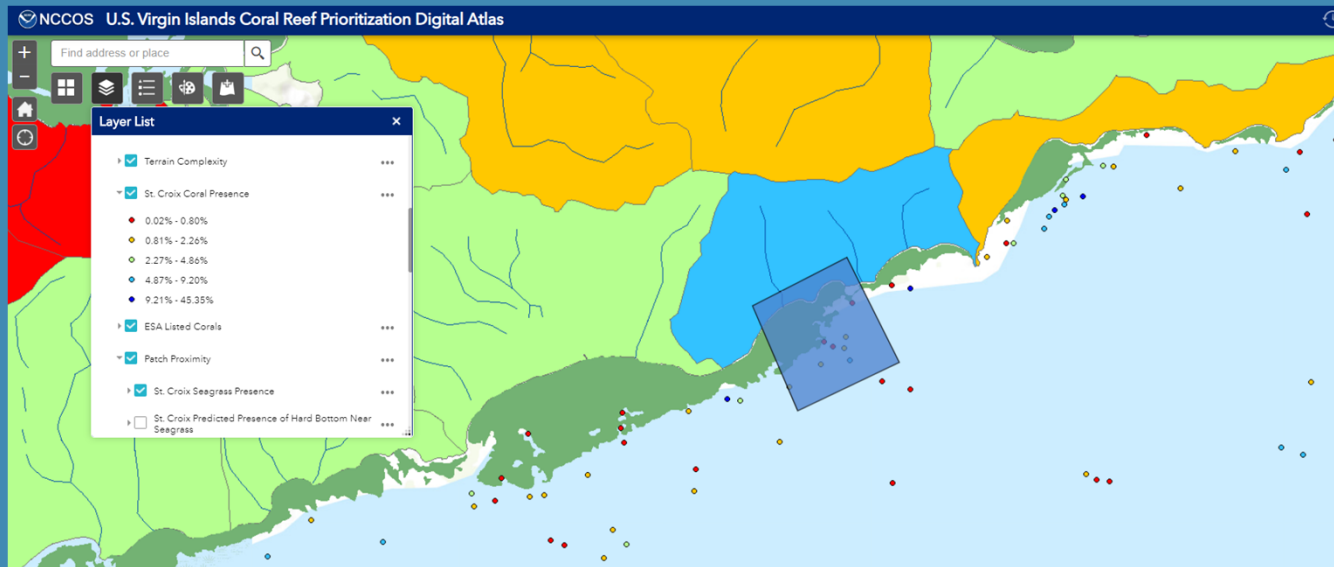 NCCOS U.S. Virgin Islands Coral Reef Prioritization Digital Atlas
+
Find address or place
−
Layer List ×
Terrain Complexity
St. Croix Coral Presence
0.02% - 0.80%
0.81% - 2.26%
2.27% - 4.86%
4.87% - 9.20%
9.21% - 45.35%
ESA Listed Corals
Patch Proximity
St. Croix Seagrass Presence
St. Croix Predicted Presence of Hard Bottom Near
Seagrass